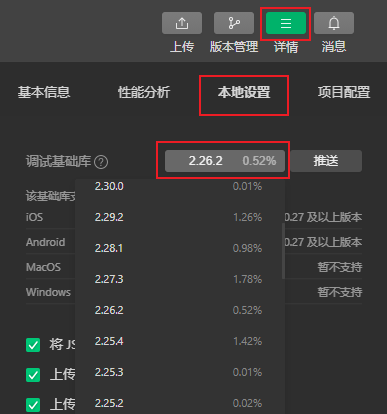 上传 版本管理 详情 消息
基本信息 性能分析 本地设置 项目配置
调试基础库 ? 2.26.2 0.52% 推送
2.30.0 0.01%
该基础库支
iOS 2.29.2 1.26% 0.27 及以上版本
Android 2.28.1 0.98% 0.27 及以上版本
MacOS 2.27.3 1.78% 暂不支持
Windows 2.26.2 0.52% 暂不支持
将 JS 2.25.4 1.42%
上传 2.25.3 0.01%
上传 2.25.2 0.02%